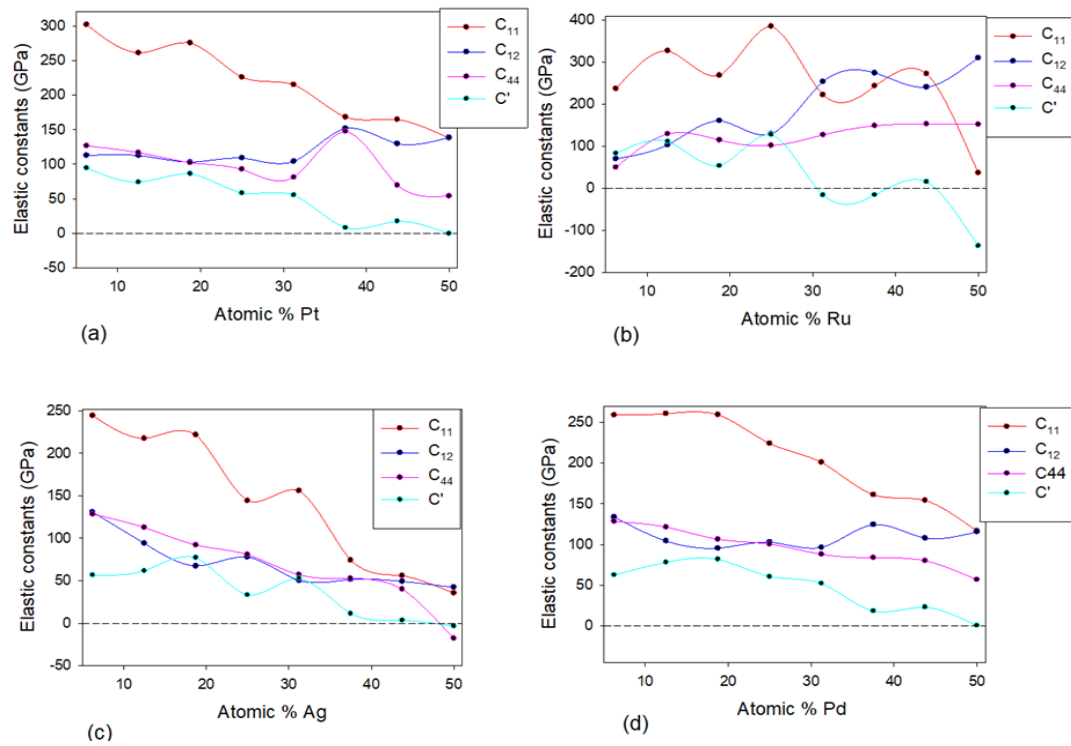 300
250
200
150
100
50
0
-50
Elastic constants (GPa)
10 20 30 40 50
Atomic % Pt
(a)
C11
C12
C44
C'
400
300
200
100
0
-100
-200
Elastic constants (GPa)
10 20 30 40 50
Atomic % Ru
(b)
C11
C12
C44
C'
250
200
150
100
50
0
-50
Elastic constants (GPa)
10 20 30 40 50
Atomic % Ag
(c)
C11
C12
C44
C'
250
200
150
100
50
0
Elastic constants (GPa)
10 20 30 40 50
Atomic % Pd
(d)
C11
C12
C44
C'